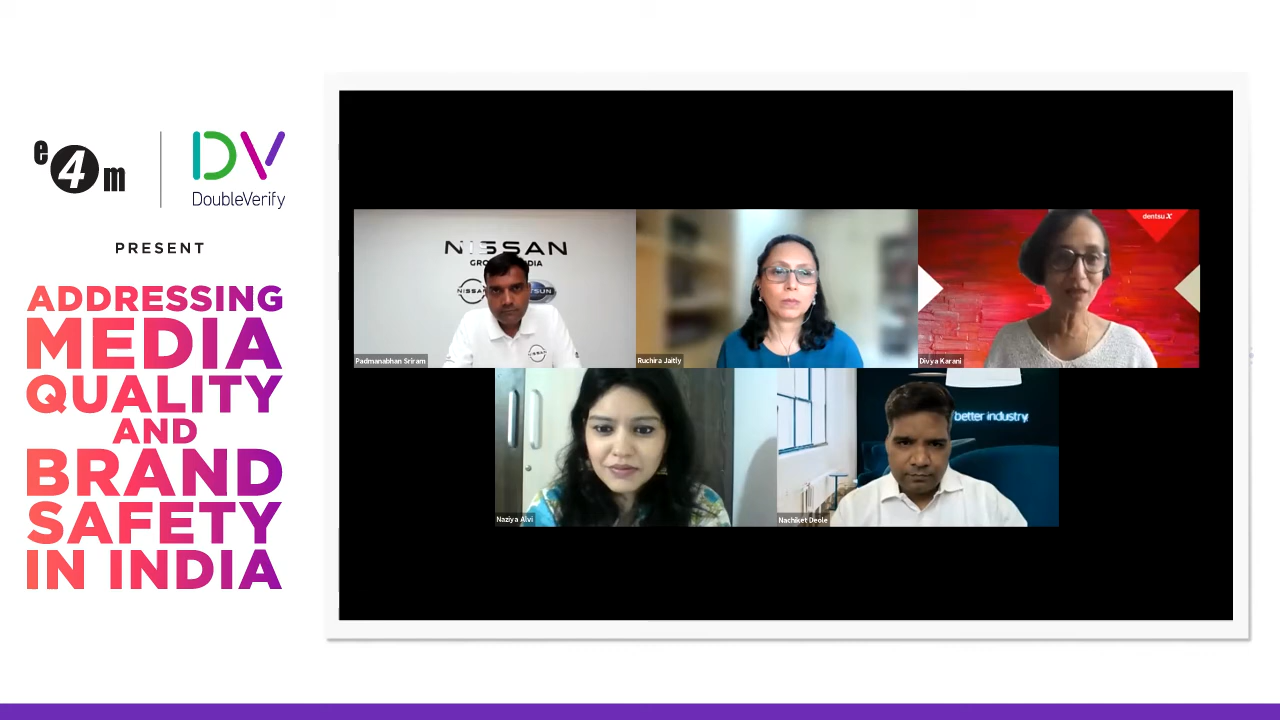 e4m
DoubleVerify
PRESENT
ADDRESSING
MEDIA
QUALITY
AND
BRAND
SAFETY
IN INDIA
NISSAN
NISSAN
dentsu X
Padmanabhan Sriram
Ruchira Jaitly
Divya Karani
better industry
Naziya Alvi
Nachiket Deole